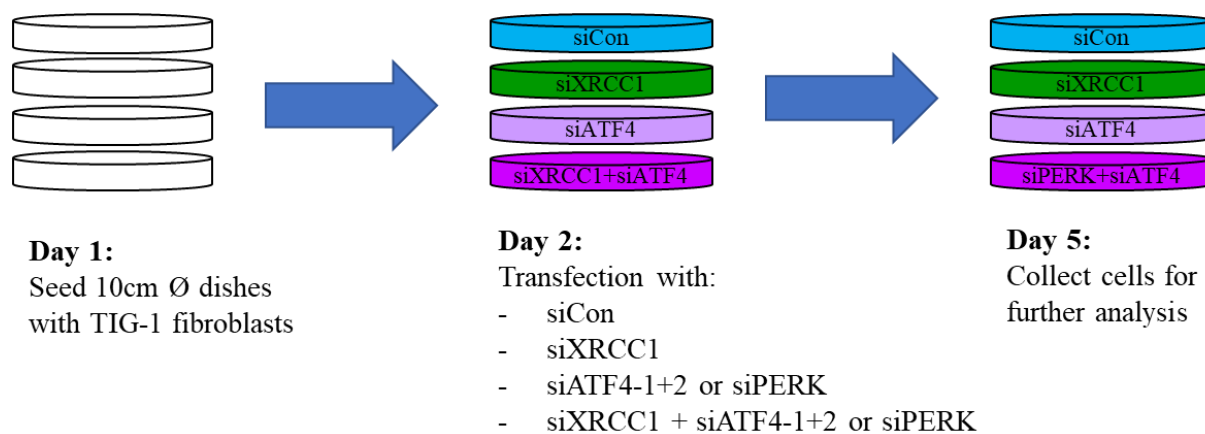 siCon
siXRCC1
siATF4
siXRCC1+siATF4
siCon
siXRCC1
siATF4
siPERK+siATF4
Day 1:
Seed 10cm Ø dishes
with TIG-1 fibroblasts
Day 2:
Transfection with:
- siCon
- siXRCC1
- siATF4-1+2 or siPERK
- siXRCC1 + siATF4-1+2 or siPERK
Day 5:
Collect cells for
further analysis